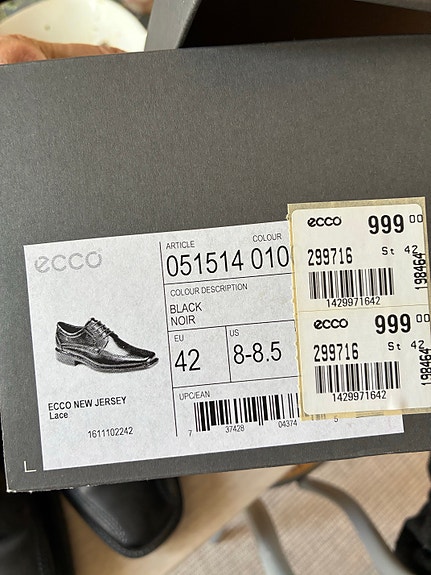 ecco
ARTICLE COLOUR
051514 010
COLOUR DESCRIPTION
BLACK
NOIR
EU US
42 8-8.5
UPC/EAN
7 37428 04374 5
ECCO NEW JERSEY
Lace
1611102242
ecco 999 00
299716 St 42
1429971642
198464
ecco 999 00
299716 St 42
1429971642
198464